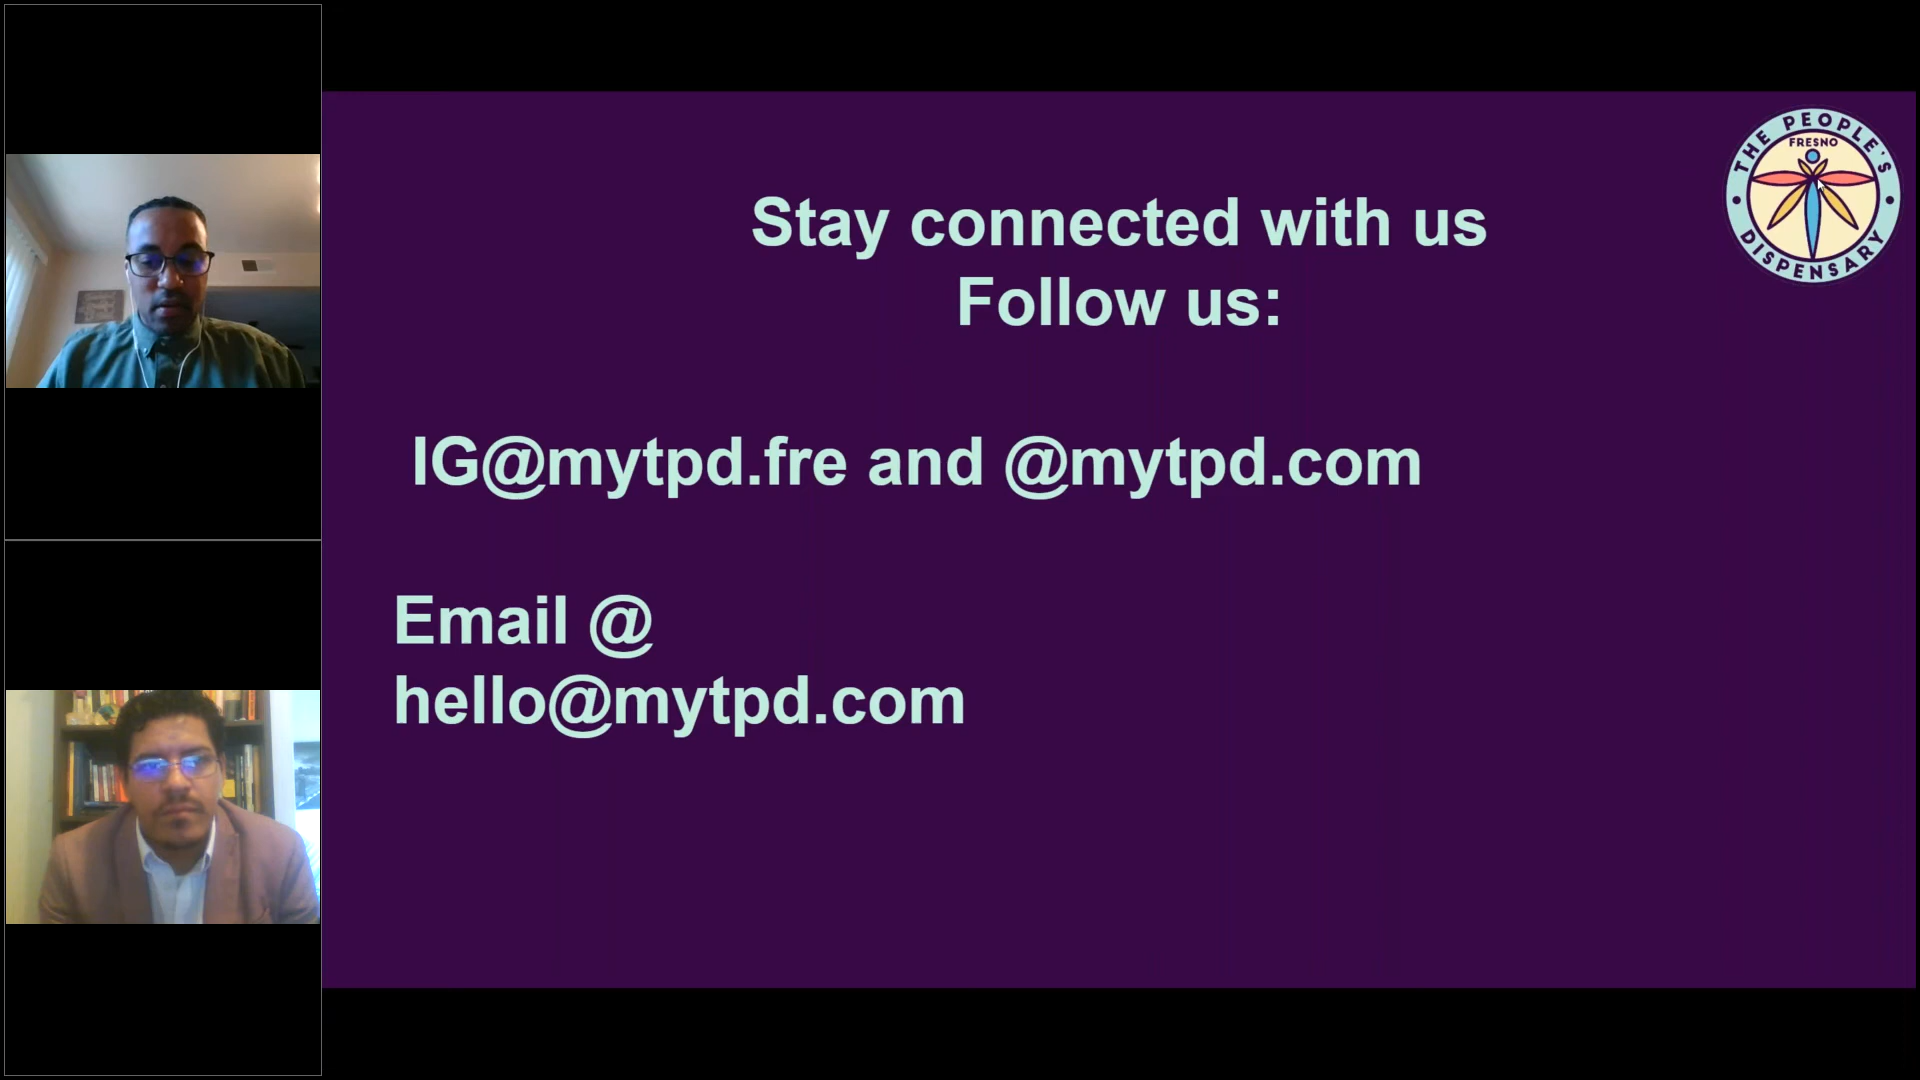 THE PEOPLE'S
FRESNO
DISPENSARY
Stay connected with us
Follow us:
IG@mytpd.fre and @mytpd.com
Email @
hello@mytpd.com